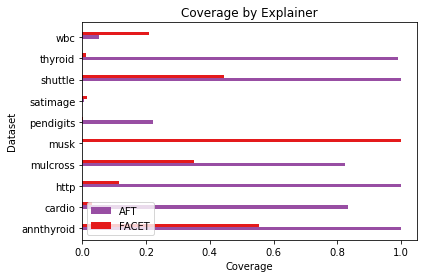 Coverage by Explainer
wbc
thyroid
shuttle
satimage
pendigits
musk
mulcross
http
cardio
annthyroid
Dataset
AFT
FACET
0.0 0.2 0.4 0.6 0.8 1.0
Coverage